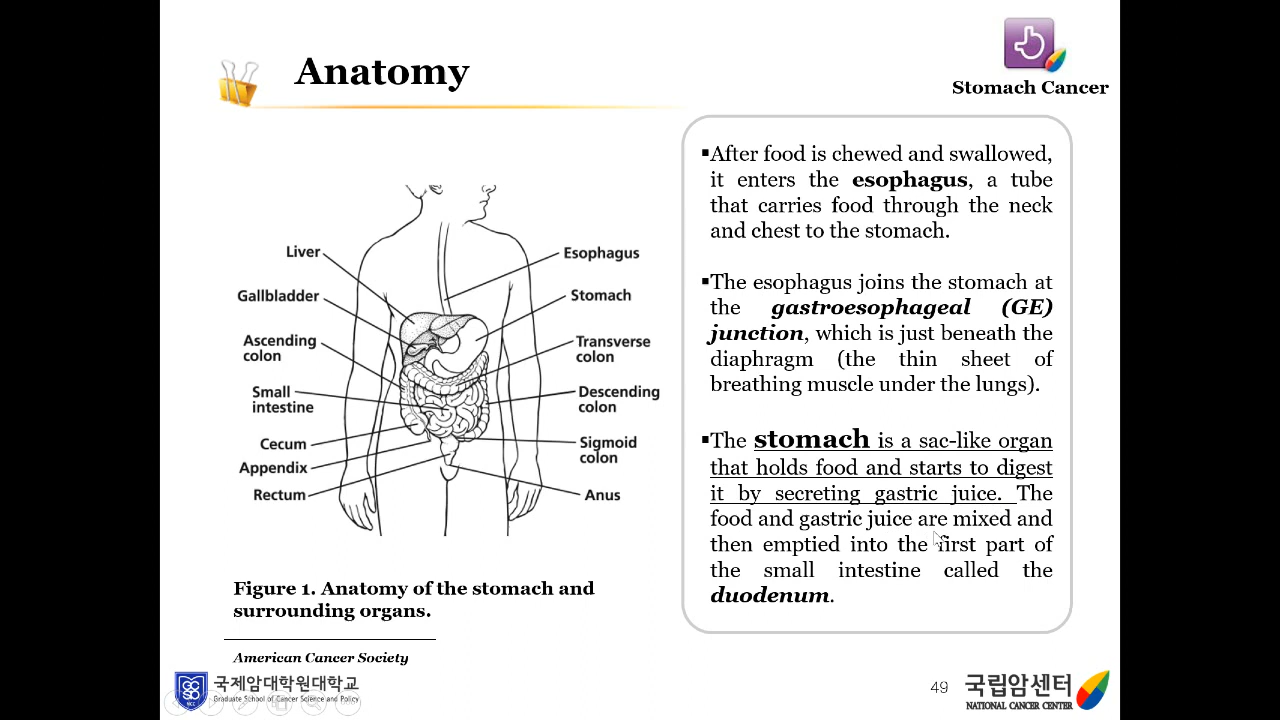 Anatomy
Stomach Cancer
Liver
Gallbladder
Ascending
colon
Small
intestine
Cecum
Appendix
Rectum
Esophagus
Stomach
Transverse
colon
Descending
colon
Sigmoid
colon
Anus
Figure 1. Anatomy of the stomach and
surrounding organs.
American Cancer Society
▪After food is chewed and swallowed,
it enters the esophagus, a tube
that carries food through the neck
and chest to the stomach.
▪The esophagus joins the stomach at
the gastroesophageal (GE)
junction, which is just beneath the
diaphragm (the thin sheet of
breathing muscle under the lungs).
▪The stomach is a sac-like organ
that holds food and starts to digest
it by secreting gastric juice. The
food and gastric juice are mixed and
then emptied into the first part of
the small intestine called the
duodenum.
국제암대학원대학교
Graduate School of Cancer Science and Policy
49
국립암센터
NATIONAL CANCER CENTER